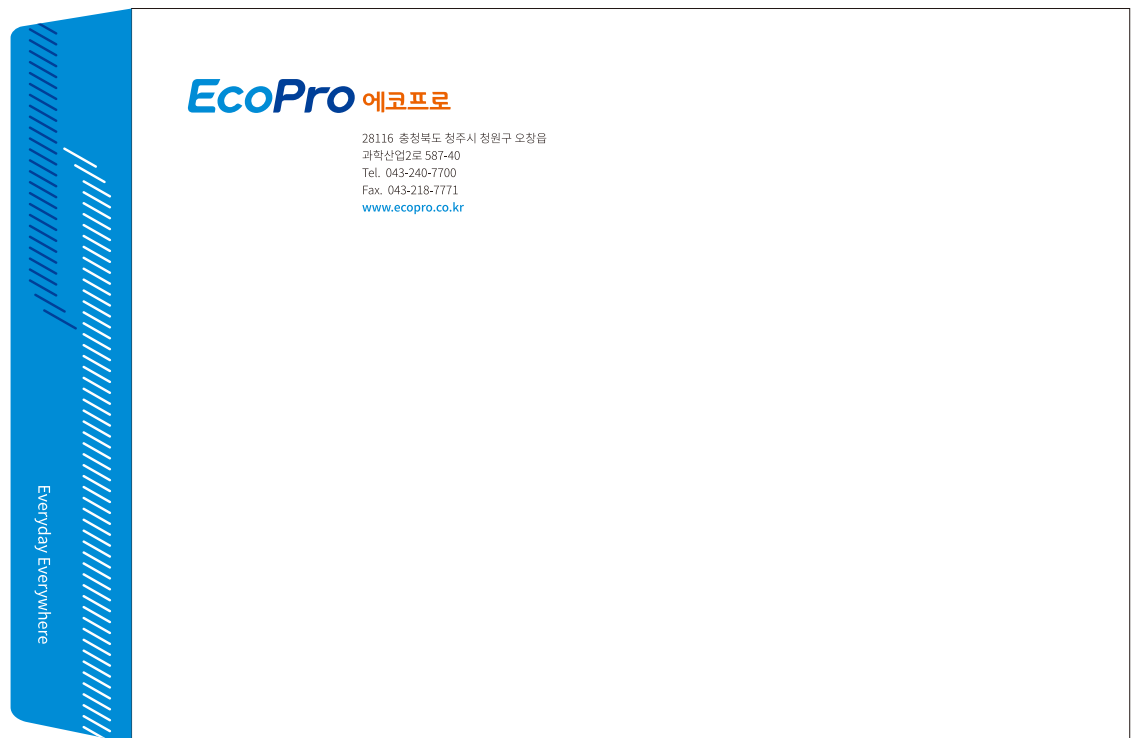 EcoPro 에코프로
28116 충청북도 청주시 청원구 오창읍
과학산업2로 587-40
Tel. 043-240-7700
Fax. 043-218-7771
www.ecopro.co.kr
Everyday Everywhere